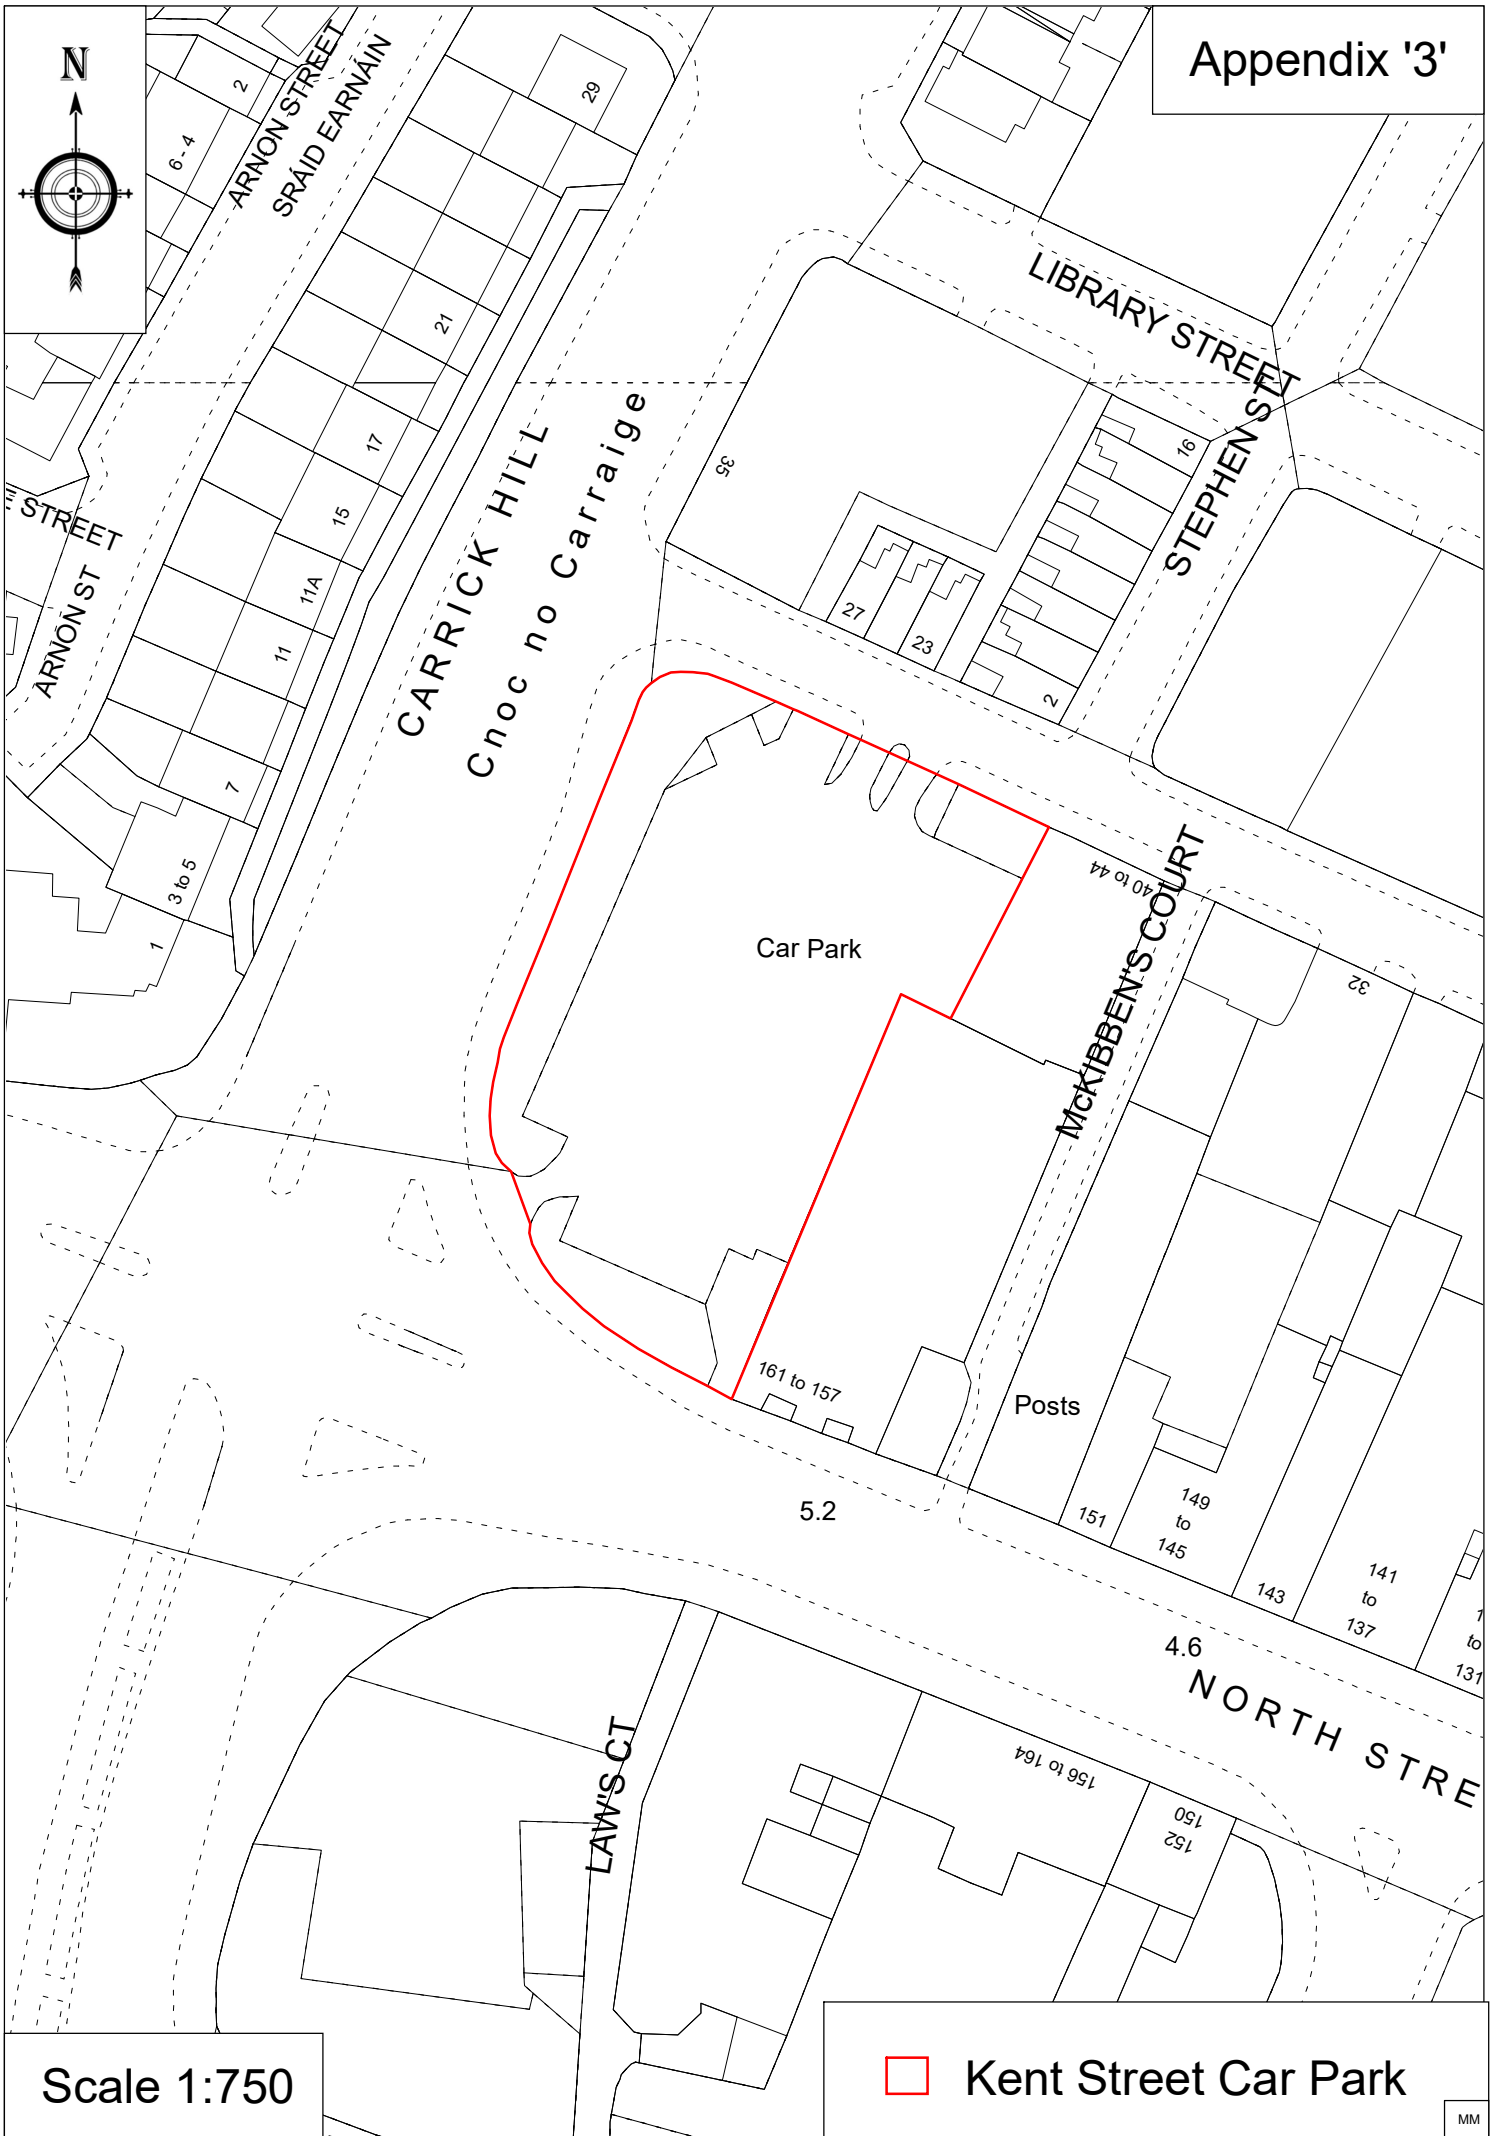 N
Appendix '3'
2
6 - 4
ARNON STREET
SRÁID EARNÁIN
29
21
17
15
11A
11
7
3 to 5
1
STREET
ARNON ST
CARRICK HILL
Cnoc no Carraige
35
LIBRARY STREET
STEPHEN ST
16
27
23
2
40 to 44
McKIBBEN'S COURT
32
Car Park
161 to 157
Posts
5.2
151
149
to
145
143
141
to
137
to
131
4.6
NORTH STRE
LAW'S CT
156 to 164
150
152
Scale 1:750
Kent Street Car Park
MM